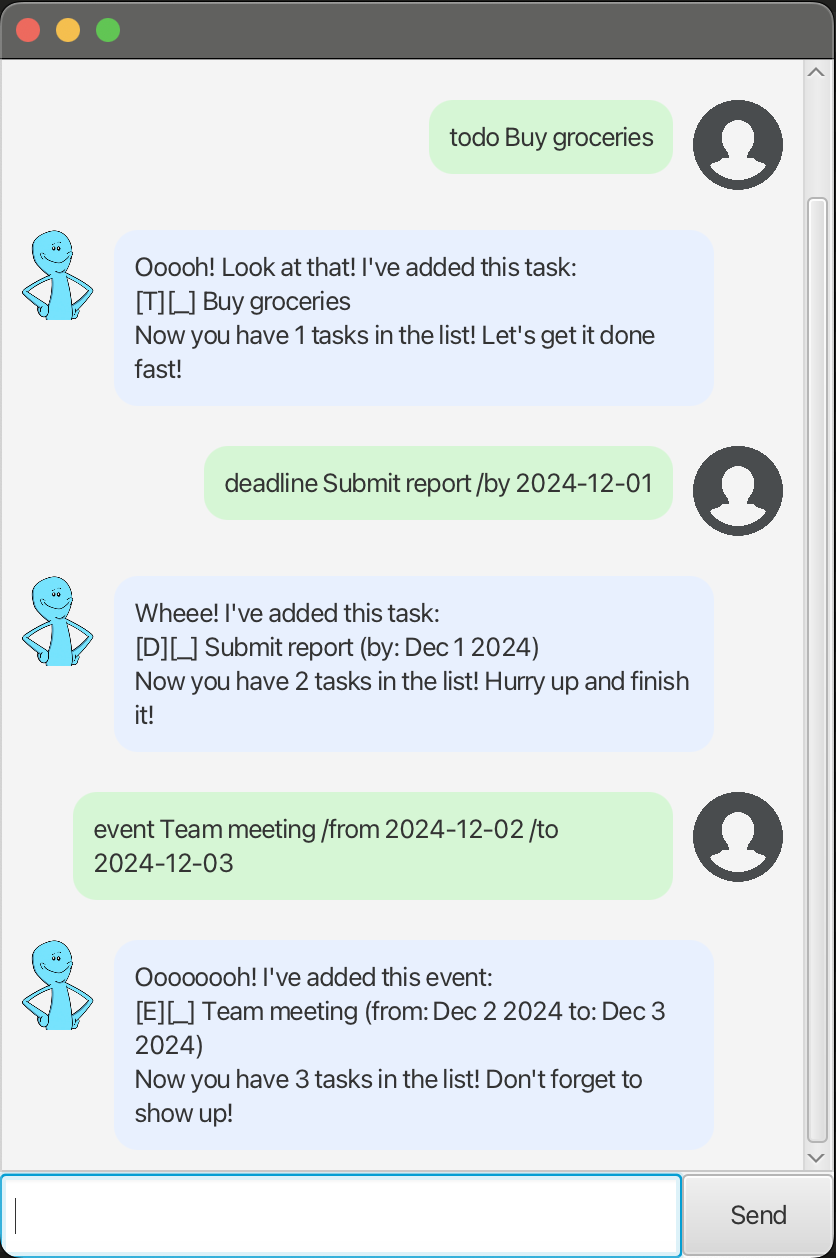 todo Buy groceries
Ooooh! Look at that! I've added this task:
[T][_] Buy groceries
Now you have 1 tasks in the list! Let's get it done
fast!
deadline Submit report /by 2024-12-01
Wheee! I've added this task:
[D][_] Submit report (by: Dec 1 2024)
Now you have 2 tasks in the list! Hurry up and finish
it!
event Team meeting /from 2024-12-02 /to
2024-12-03
Oooooooh! I've added this event:
[E][_] Team meeting (from: Dec 2 2024 to: Dec 3
2024)
Now you have 3 tasks in the list! Don't forget to
show up!
Send